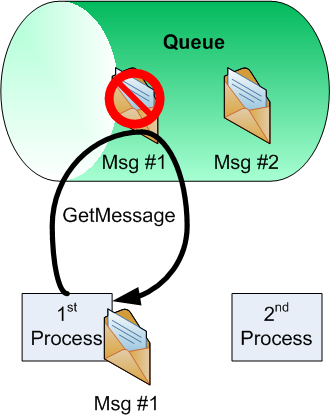 Queue
Msg #1
Msg #2
GetMessage
1st
Process
2nd
Process
Msg #1